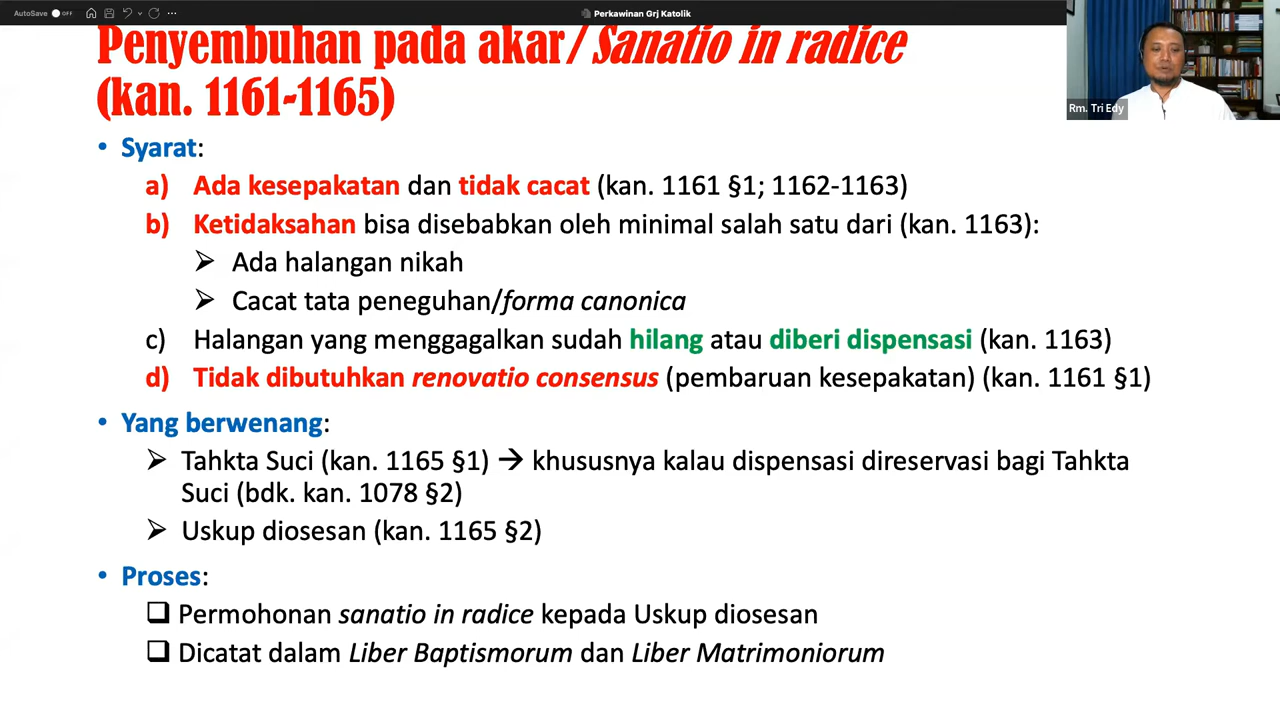 AutoSave OFF
Perkawinan Grj Katolik
Penyembuhan pada akar/Sanatio in radice
(kan. 1161-1165)
Rm. Tri Edy
• Syarat:
a) Ada kesepakatan dan tidak cacat (kan. 1161 §1; 1162-1163)
b) Ketidaksahan bisa disebabkan oleh minimal salah satu dari (kan. 1163):
➢ Ada halangan nikah
➢ Cacat tata peneguhan/forma canonica
c) Halangan yang menggagalkan sudah hilang atau diberi dispensasi (kan. 1163)
d) Tidak dibutuhkan renovatio consensus (pembaruan kesepakatan) (kan. 1161 §1)
• Yang berwenang:
➢ Tahkta Suci (kan. 1165 §1) → khususnya kalau dispensasi direservasi bagi Tahkta
Suci (bdk. kan. 1078 §2)
➢ Uskup diosesan (kan. 1165 §2)
• Proses:
❑ Permohonan sanatio in radice kepada Uskup diosesan
❑ Dicatat dalam Liber Baptismorum dan Liber Matrimoniorum